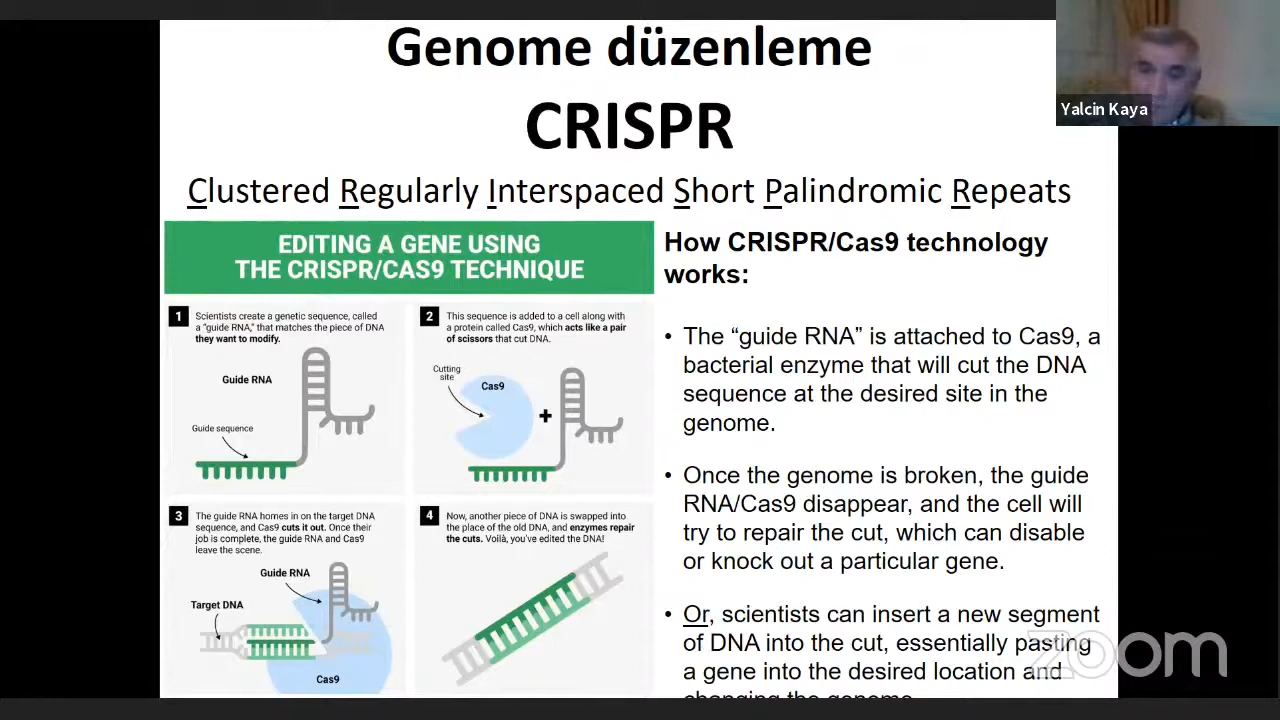 Genome düzenleme
CRISPR
Clustered Regularly Interspaced Short Palindromic Repeats
Yalcin Kaya
EDITING A GENE USING
THE CRISPR/CAS9 TECHNIQUE
1
Scientists create a genetic sequence, called
a “guide RNA,” that matches the piece of DNA
they want to modify.
Guide RNA
Guide sequence
2
This sequence is added to a cell along with
a protein called Cas9, which acts like a pair
of scissors that cut DNA.
Cutting
site
Cas9
+
3
The guide RNA homes in on the target DNA
sequence, and Cas9 cuts it out. Once their
job is complete, the guide RNA and Cas9
leave the scene.
Guide RNA
Target DNA
Cas9
4
Now, another piece of DNA is swapped into
the place of the old DNA, and enzymes repair
the cuts. Voilà, you've edited the DNA!
How CRISPR/Cas9 technology
works:
• The “guide RNA” is attached to Cas9, a
bacterial enzyme that will cut the DNA
sequence at the desired site in the
genome.
• Once the genome is broken, the guide
RNA/Cas9 disappear, and the cell will
try to repair the cut, which can disable
or knock out a particular gene.
• Or, scientists can insert a new segment
of DNA into the cut, essentially pasting
a gene into the desired location and
changing the genome
zoom